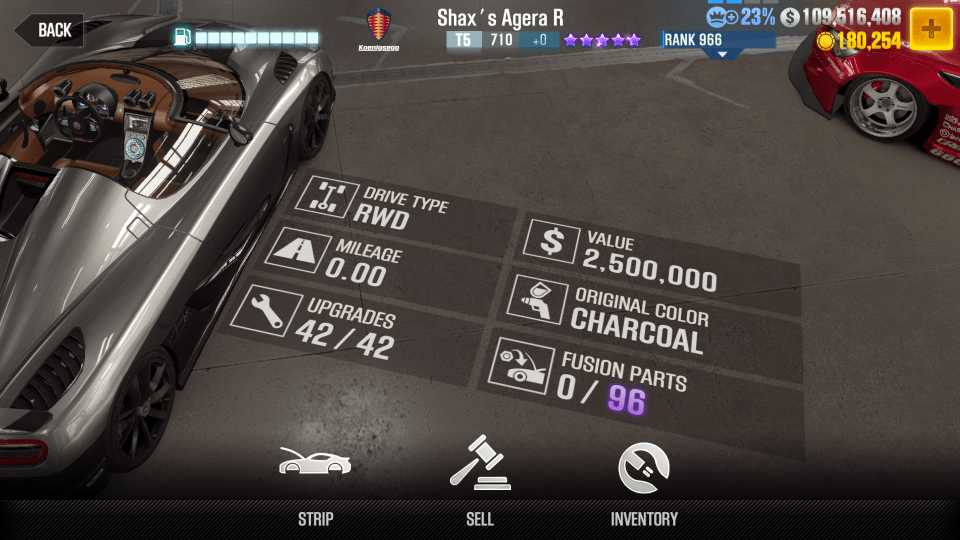 BACK
Koenigsegg
Shax's Agera R
T5 710 +0
RANK 966
23%
$ 109,516,408
180,254
DRIVE TYPE
RWD
MILEAGE
0.00
UPGRADES
42 / 42
$ VALUE
2,500,000
ORIGINAL COLOR
CHARCOAL
FUSION PARTS
0 / 96
STRIP
SELL
INVENTORY